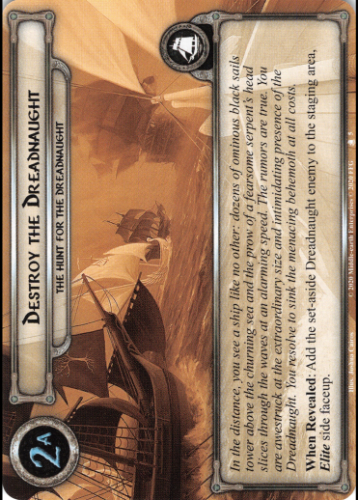 2A
Destroy the Dreadnaught
The Hunt for the Dreadnaught
In the distance, you see a ship like no other: dozens of ominous black sails
tower above the churning sea and the prow of a fearsome serpent's head
slices through the waves at an alarming speed. The rumors are true. You
are awestruck at the extraordinary size and intimidating presence of the
Dreadnaught. You resolve to sink the menacing behemoth at all costs.
When Revealed: Add the set-aside Dreadnaught enemy to the staging area,
Elite side faceup.
Illus. Joshua Cairos © 2020 Middle-earth Enterprises © 2020 FFG 5